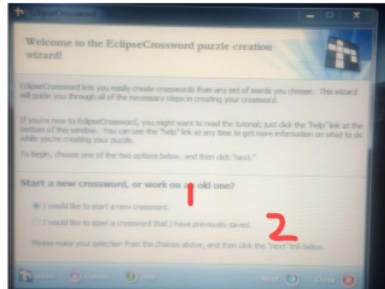 EclipseCrossword
Welcome to the EclipseCrossword puzzle creation
wizard!
EclipseCrossword lets you easily create crosswords from any set of words you choose. This wizard
will guide you through all of the necessary steps in creating your crossword.
If you're new to EclipseCrossword, you might want to read the tutorial; just click the "help" link at the
bottom of this window. You can use the "help" link at any time to get more information on what to do
while you're creating your puzzle.
To begin, choose one of the two options below, and then click "next."
Start a new crossword, or work on an old one?
1
I would like to start a new crossword.
I would like to open a crossword that I have previously saved.
2
Please make your selection from the choices above, and then click the "next" link below.
Options Help Next Close